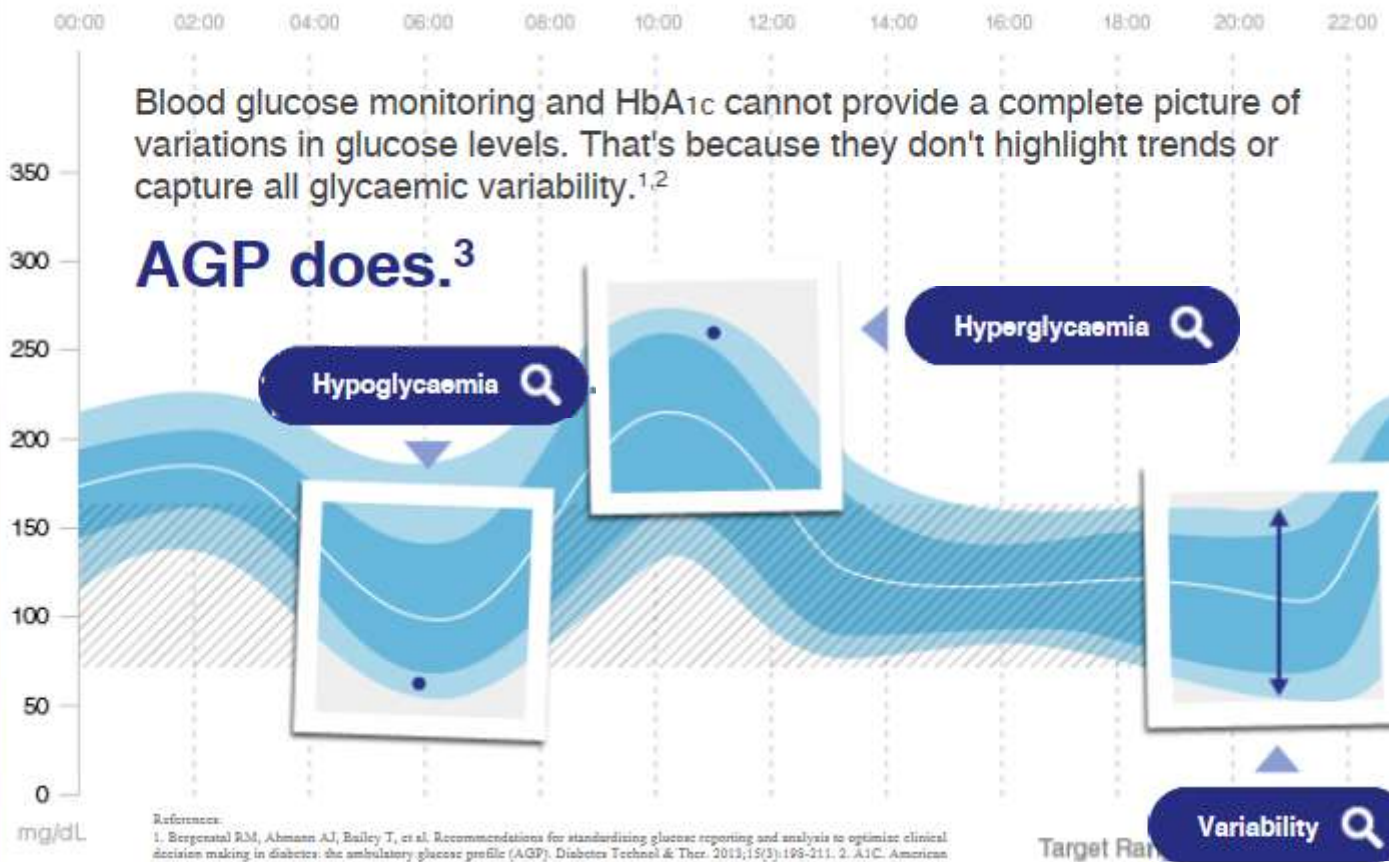 00:00 02:00 04:00 06:00 08:00 10:00 12:00 14:00 16:00 18:00 20:00 22:00
Blood glucose monitoring and HbA1c cannot provide a complete picture of
variations in glucose levels. That's because they don't highlight trends or
capture all glycaemic variability.1,2
350
AGP does.3
300
Hyperglycaemia
250
Hypoglycaemia
200
150
100
50
0
mg/dL
Variability
Target Ran
References:
1. Bergenstal RM, Ahmann AJ, Bailey T, et al. Recommendations for standardizing glucose reporting and analysis to optimize clinical
decision making in diabetes: the ambulatory glucose profile (AGP). Diabetes Technol & Ther. 2013;15(3):198-211. 2. A1C. American